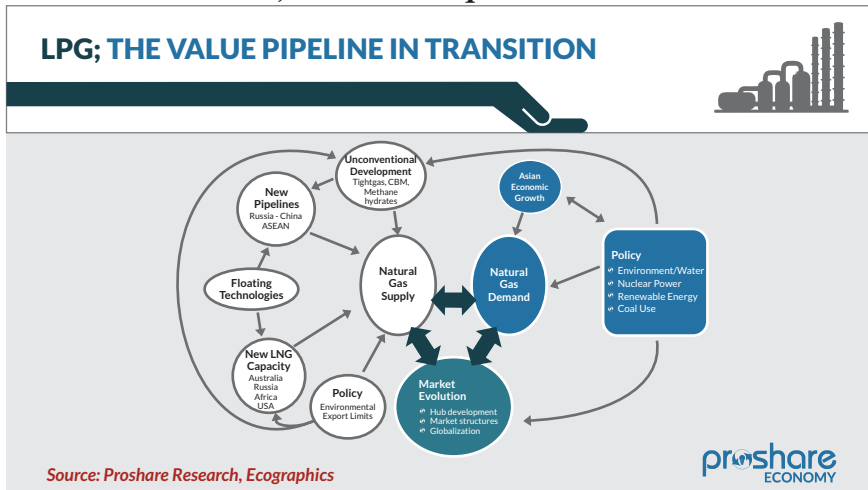 LPG; THE VALUE PIPELINE IN TRANSITION
Unconventional
Development
Tightgas, CBM,
Methane
hydrates
New
Pipelines
Russia - China
ASEAN
Asian
Economic
Growth
Policy
Environment/Water
Nuclear Power
Renewable Energy
Coal Use
Natural
Gas
Supply
Natural
Gas
Demand
Floating
Technologies
New LNG
Capacity
Australia
Russia
Africa
USA
Policy
Environmental
Export Limits
Market
Evolution
Hub development
Market structures
Globalization
Source: Proshare Research, Ecographics
proshare
ECONOMY